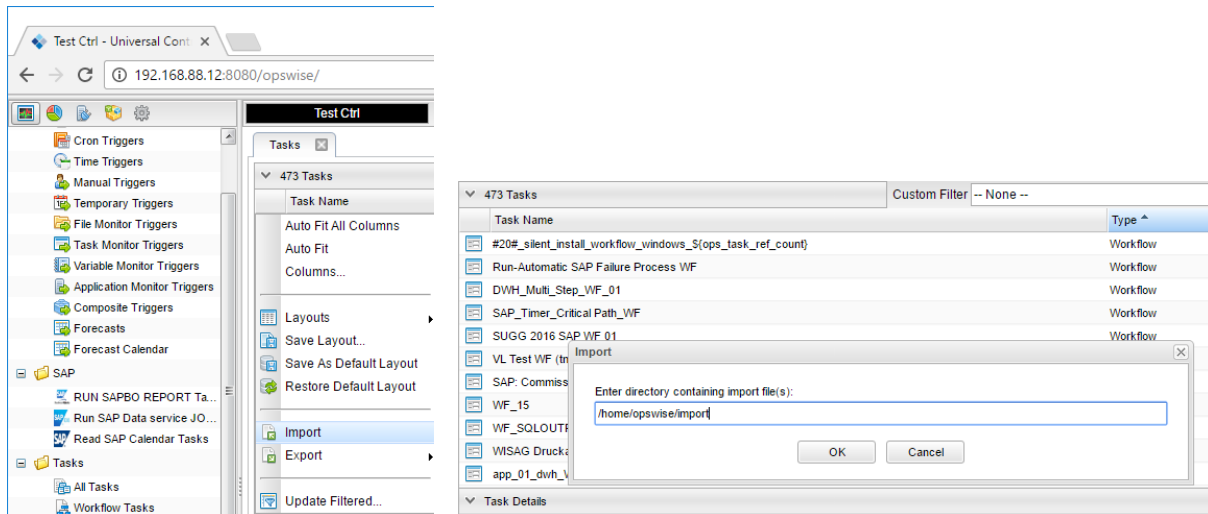 Test Ctrl - Universal Cont
192.168.88.12:8080/opswise/
Cron Triggers
Time Triggers
Manual Triggers
Temporary Triggers
File Monitor Triggers
Task Monitor Triggers
Variable Monitor Triggers
Application Monitor Triggers
Composite Triggers
Forecasts
Forecast Calendar
SAP
RUN SAPBO REPORT Ta...
Run SAP Data service JO...
Read SAP Calendar Tasks
Tasks
All Tasks
Workflow Tasks
Test Ctrl
Tasks
473 Tasks
Task Name
Auto Fit All Columns
Auto Fit
Columns...
Layouts
Save Layout...
Save As Default Layout
Restore Default Layout
Import
Export
Update Filtered...
473 Tasks Custom Filter -- None --
Task Name Type
#20#_silent_install_workflow_windows_${ops_task_ref_count} Workflow
Run-Automatic SAP Failure Process WF Workflow
DWH_Multi_Step_WF_01 Workflow
SAP_Timer_Critical Path_WF Workflow
SUGG 2016 SAP WF 01 Workflow
VL Test WF (tn
SAP: Commiss
WF_15
WF_SQLOUTF
WISAG Drucka
app_01_dwh_V
Import
Enter directory containing import file(s):
/home/opswise/import
OK Cancel
Task Details